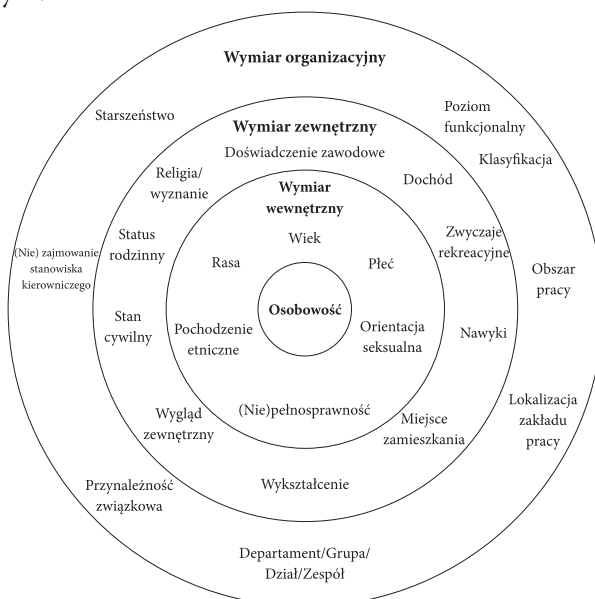 Wymiar organizacyjny
Starszeństwo
Poziom
funkcjonalny
Klasyfikacja
Obszar
pracy
Lokalizacja
zakładu
pracy
Departament/Grupa/
Dział/Zespół
Przynależność
związkowa
(Nie) zajmowanie
stanowiska
kierowniczego
Wymiar zewnętrzny
Doświadczenie zawodowe
Dochód
Zwyczaje
rekreacyjne
Nawyki
Miejsce
zamieszkania
Wykształcenie
Wygląd
zewnętrzny
Stan
cywilny
Status
rodzinny
Religia/
wyznanie
Wymiar
wewnętrzny
Wiek
Płeć
Orientacja
seksualna
(Nie)pełnosprawność
Pochodzenie
etniczne
Rasa
Osobowość